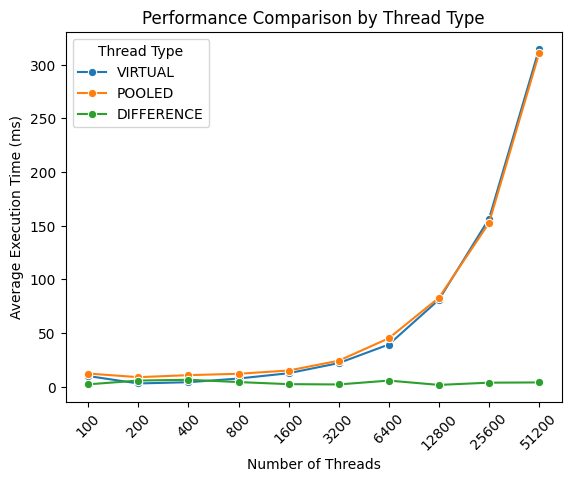 Performance Comparison by Thread Type
Thread Type
VIRTUAL
POOLED
DIFFERENCE
Average Execution Time (ms)
300
250
200
150
100
50
0
100
200
400
800
1600
3200
6400
12800
25600
51200
Number of Threads